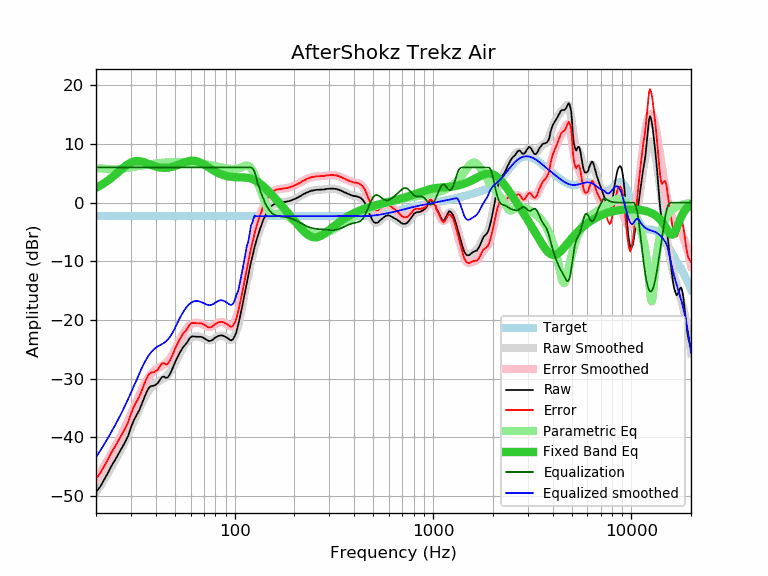 AfterShokz Trekz Air
Amplitude (dBr)
20
10
0
−10
−20
−30
−40
−50
100
1000
10000
Frequency (Hz)
Target
Raw Smoothed
Error Smoothed
Raw
Error
Parametric Eq
Fixed Band Eq
Equalization
Equalized smoothed